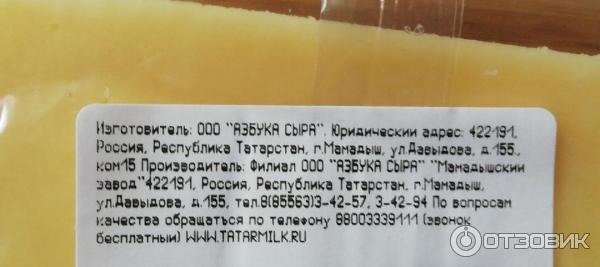 Изготовитель: ООО "АЗБУКА СЫРА". Юридический адрес: 422191,
Россия, Республика Татарстан, г.Мамадыш, ул.Давыдова, д.155.,
ком15 Производитель: Филиал ООО "АЗБУКА СЫРА" "Мамадышский
завод"422191, Россия, Республика Татарстан, г.Мамадыш,
ул.Давыдова, д.155, тел.8(85563)3-42-57, 3-42-94 По вопросам
качества обращаться по телефону 88003339111 (звонок
бесплатный) WWW.TATARMILK.RU
ОТЗОВИК